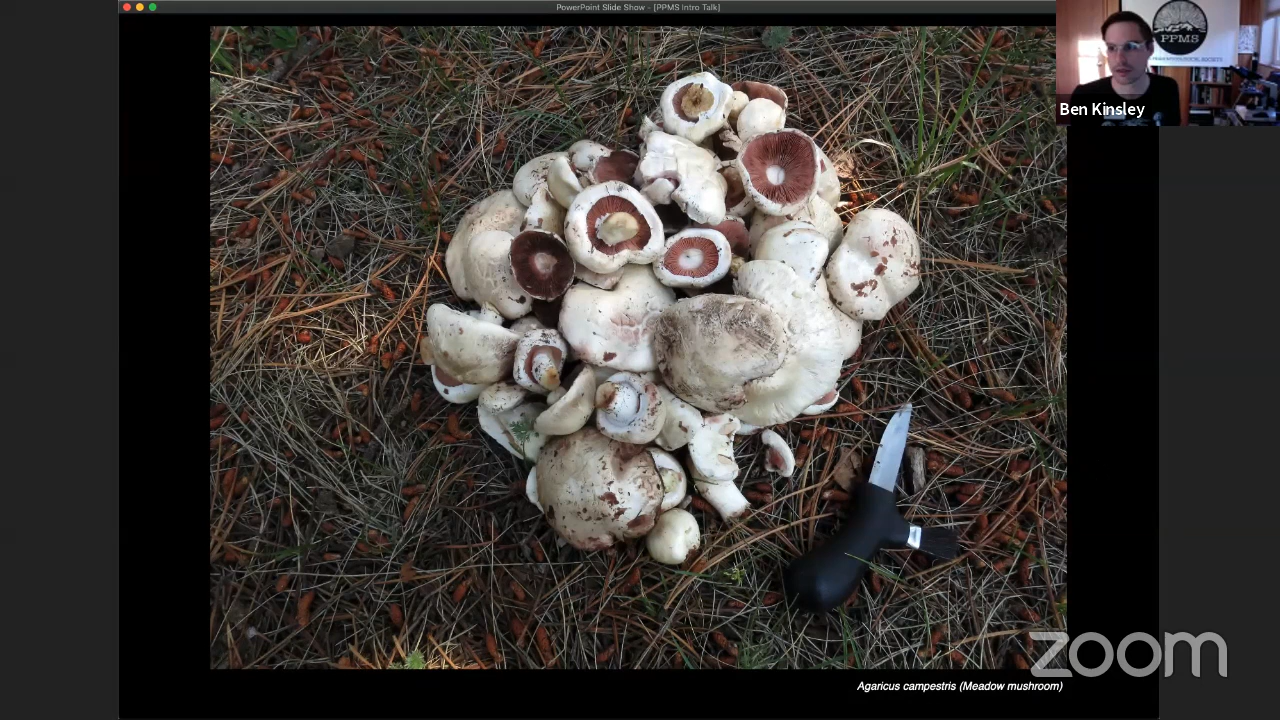 PowerPoint Slide Show - [PPMS Intro Talk]
PPMS
Ben Kinsley
zoom
Agaricus campestris (Meadow mushroom)